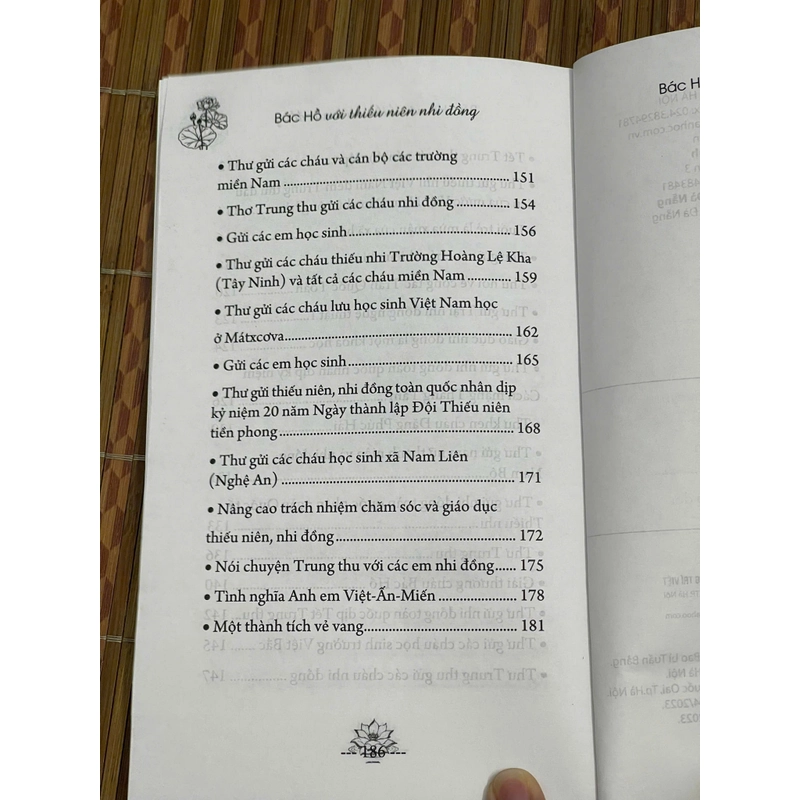 Bác Hồ với thiếu niên nhi đồng
• Thư gửi các cháu và cán bộ các trường
miền Nam ........ 151
• Thơ Trung thu gửi các cháu nhi đồng ........ 154
• Gửi các em học sinh ........ 156
• Thư gửi các cháu thiếu nhi Trường Hoàng Lệ Kha
(Tây Ninh) và tất cả các cháu miền Nam ........ 159
• Thư gửi các cháu lưu học sinh Việt Nam học
ở Mátxcơva ........ 162
• Gửi các em học sinh ........ 165
• Thư gửi thiếu niên, nhi đồng toàn quốc nhân dịp
kỷ niệm 20 năm Ngày thành lập Đội Thiếu niên
tiền phong ........ 168
• Thư gửi các cháu học sinh xã Nam Liên
(Nghệ An) ........ 171
• Nâng cao trách nhiệm chăm sóc và giáo dục
thiếu niên, nhi đồng ........ 172
• Nói chuyện Trung thu với các em nhi đồng ........ 175
• Tình nghĩa Anh em Việt-Ấn-Miến ........ 178
• Một thành tích vẻ vang ........ 181
--- 186 ---
Bác H